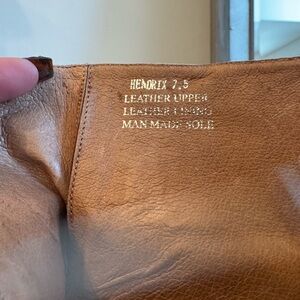 HENDRIX 7.5
LEATHER UPPER
LEATHER LINING
MAN MADE SOLE